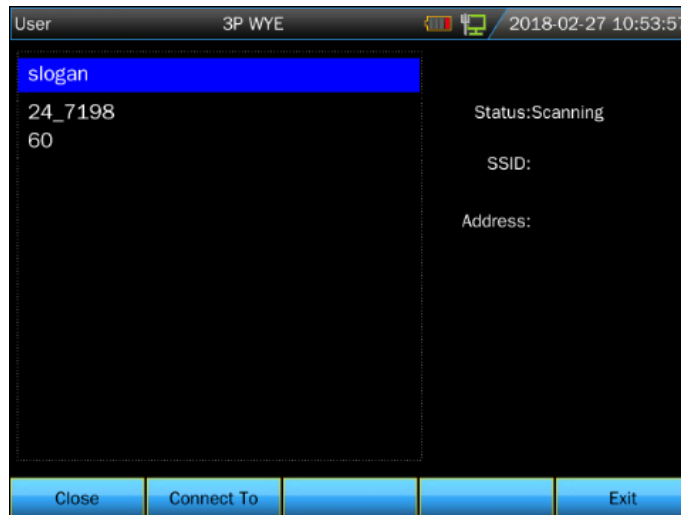 User 3P WYE 2018-02-27 10:53:57
slogan
24_7198
60
Status:Scanning
SSID:
Address:
Close Connect To Exit